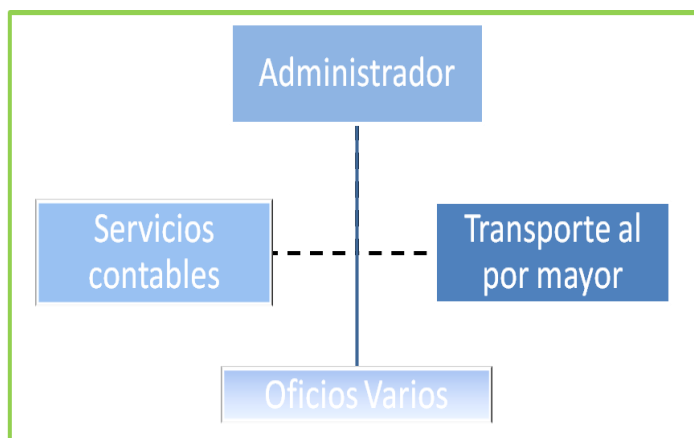 Administrador
Servicios
contables
Transporte al
por mayor
Oficios Varios